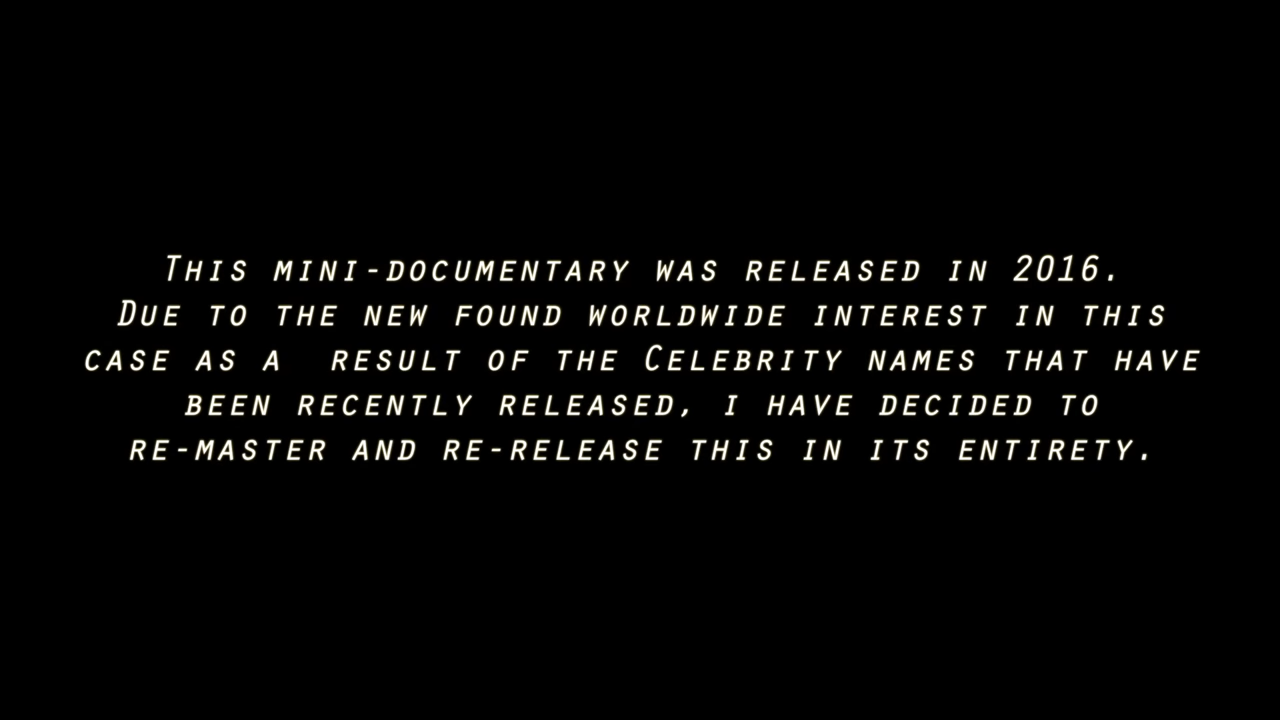 This mini-documentary was released in 2016.
Due to the new found worldwide interest in this
case as a  result of the Celebrity names that have
been recently released, i have decided to
re-master and re-release this in its entirety.